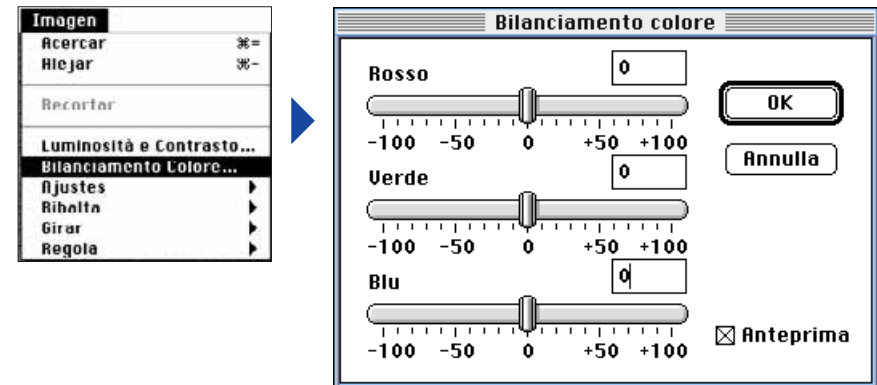 Imagen
Acercar ⌘=
Alejar ⌘-
Recortar
Luminosità e Contrasto...
Bilanciamento Colore...
Ajustes
Ribalta
Girar
Regola
Bilanciamento colore
Rosso 0
-100 -50 0 +50 +100
Verde 0
-100 -50 0 +50 +100
Blu 0
-100 -50 0 +50 +100
OK
Annulla
Anteprima